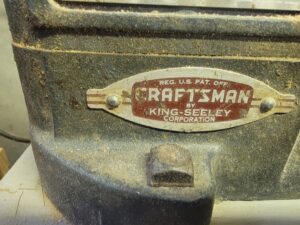 REG. U.S. PAT. OFF.
CRAFTSMAN
BY
KING-SEELEY
CORPORATION